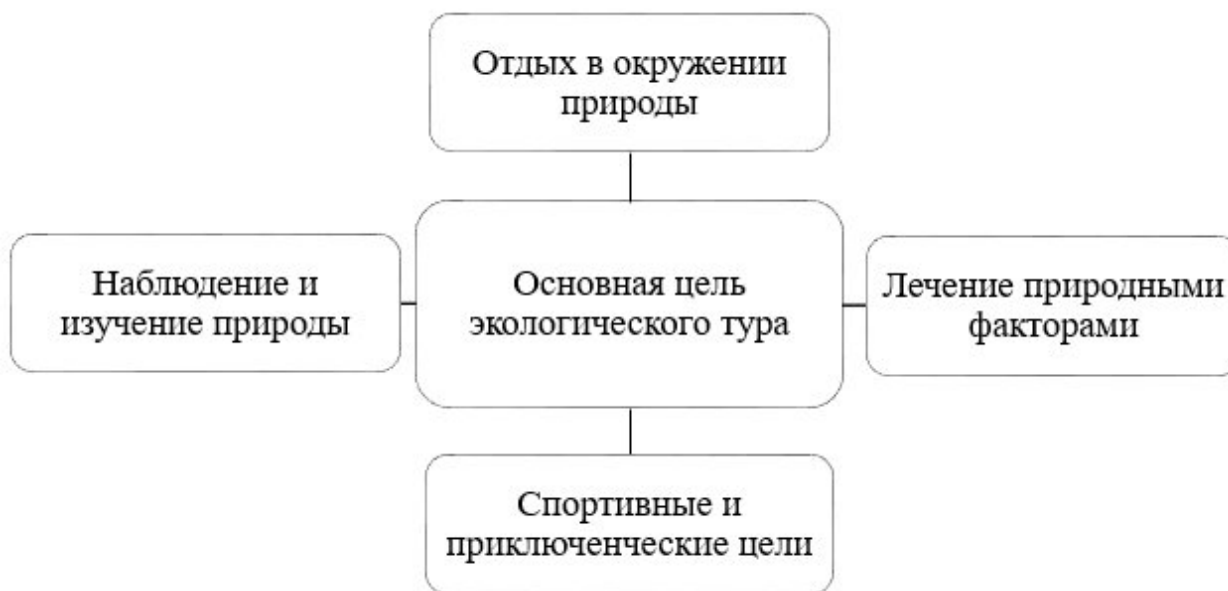 Отдых в окружении
природы
Наблюдение и
изучение природы
Основная цель
экологического тура
Лечение природными
факторами
Спортивные и
приключенческие цели